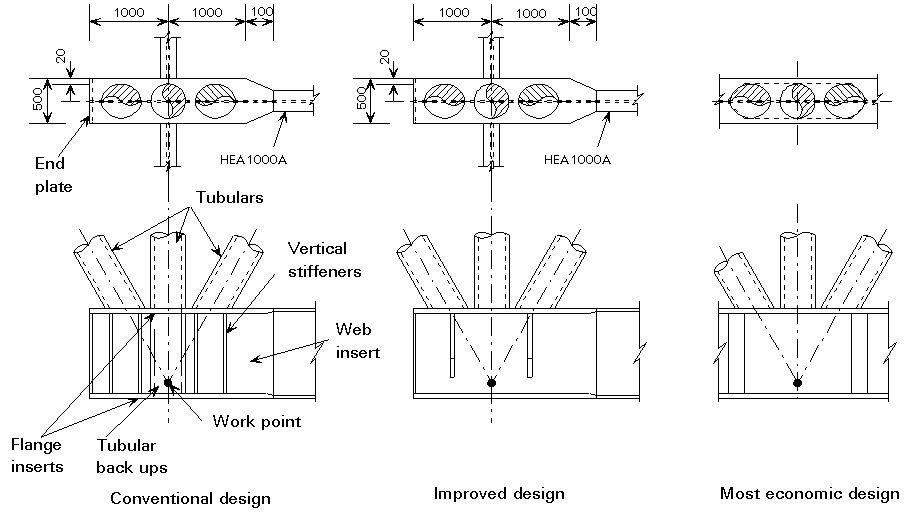 1000 1000 100
1000 1000 100
20
500
20
500
HEA1000A
HEA1000A
End
plate
Tubulars
Vertical
stiffeners
Web
insert
Work point
Flange
inserts
Tubular
back ups
Conventional design
Improved design
Most economic design